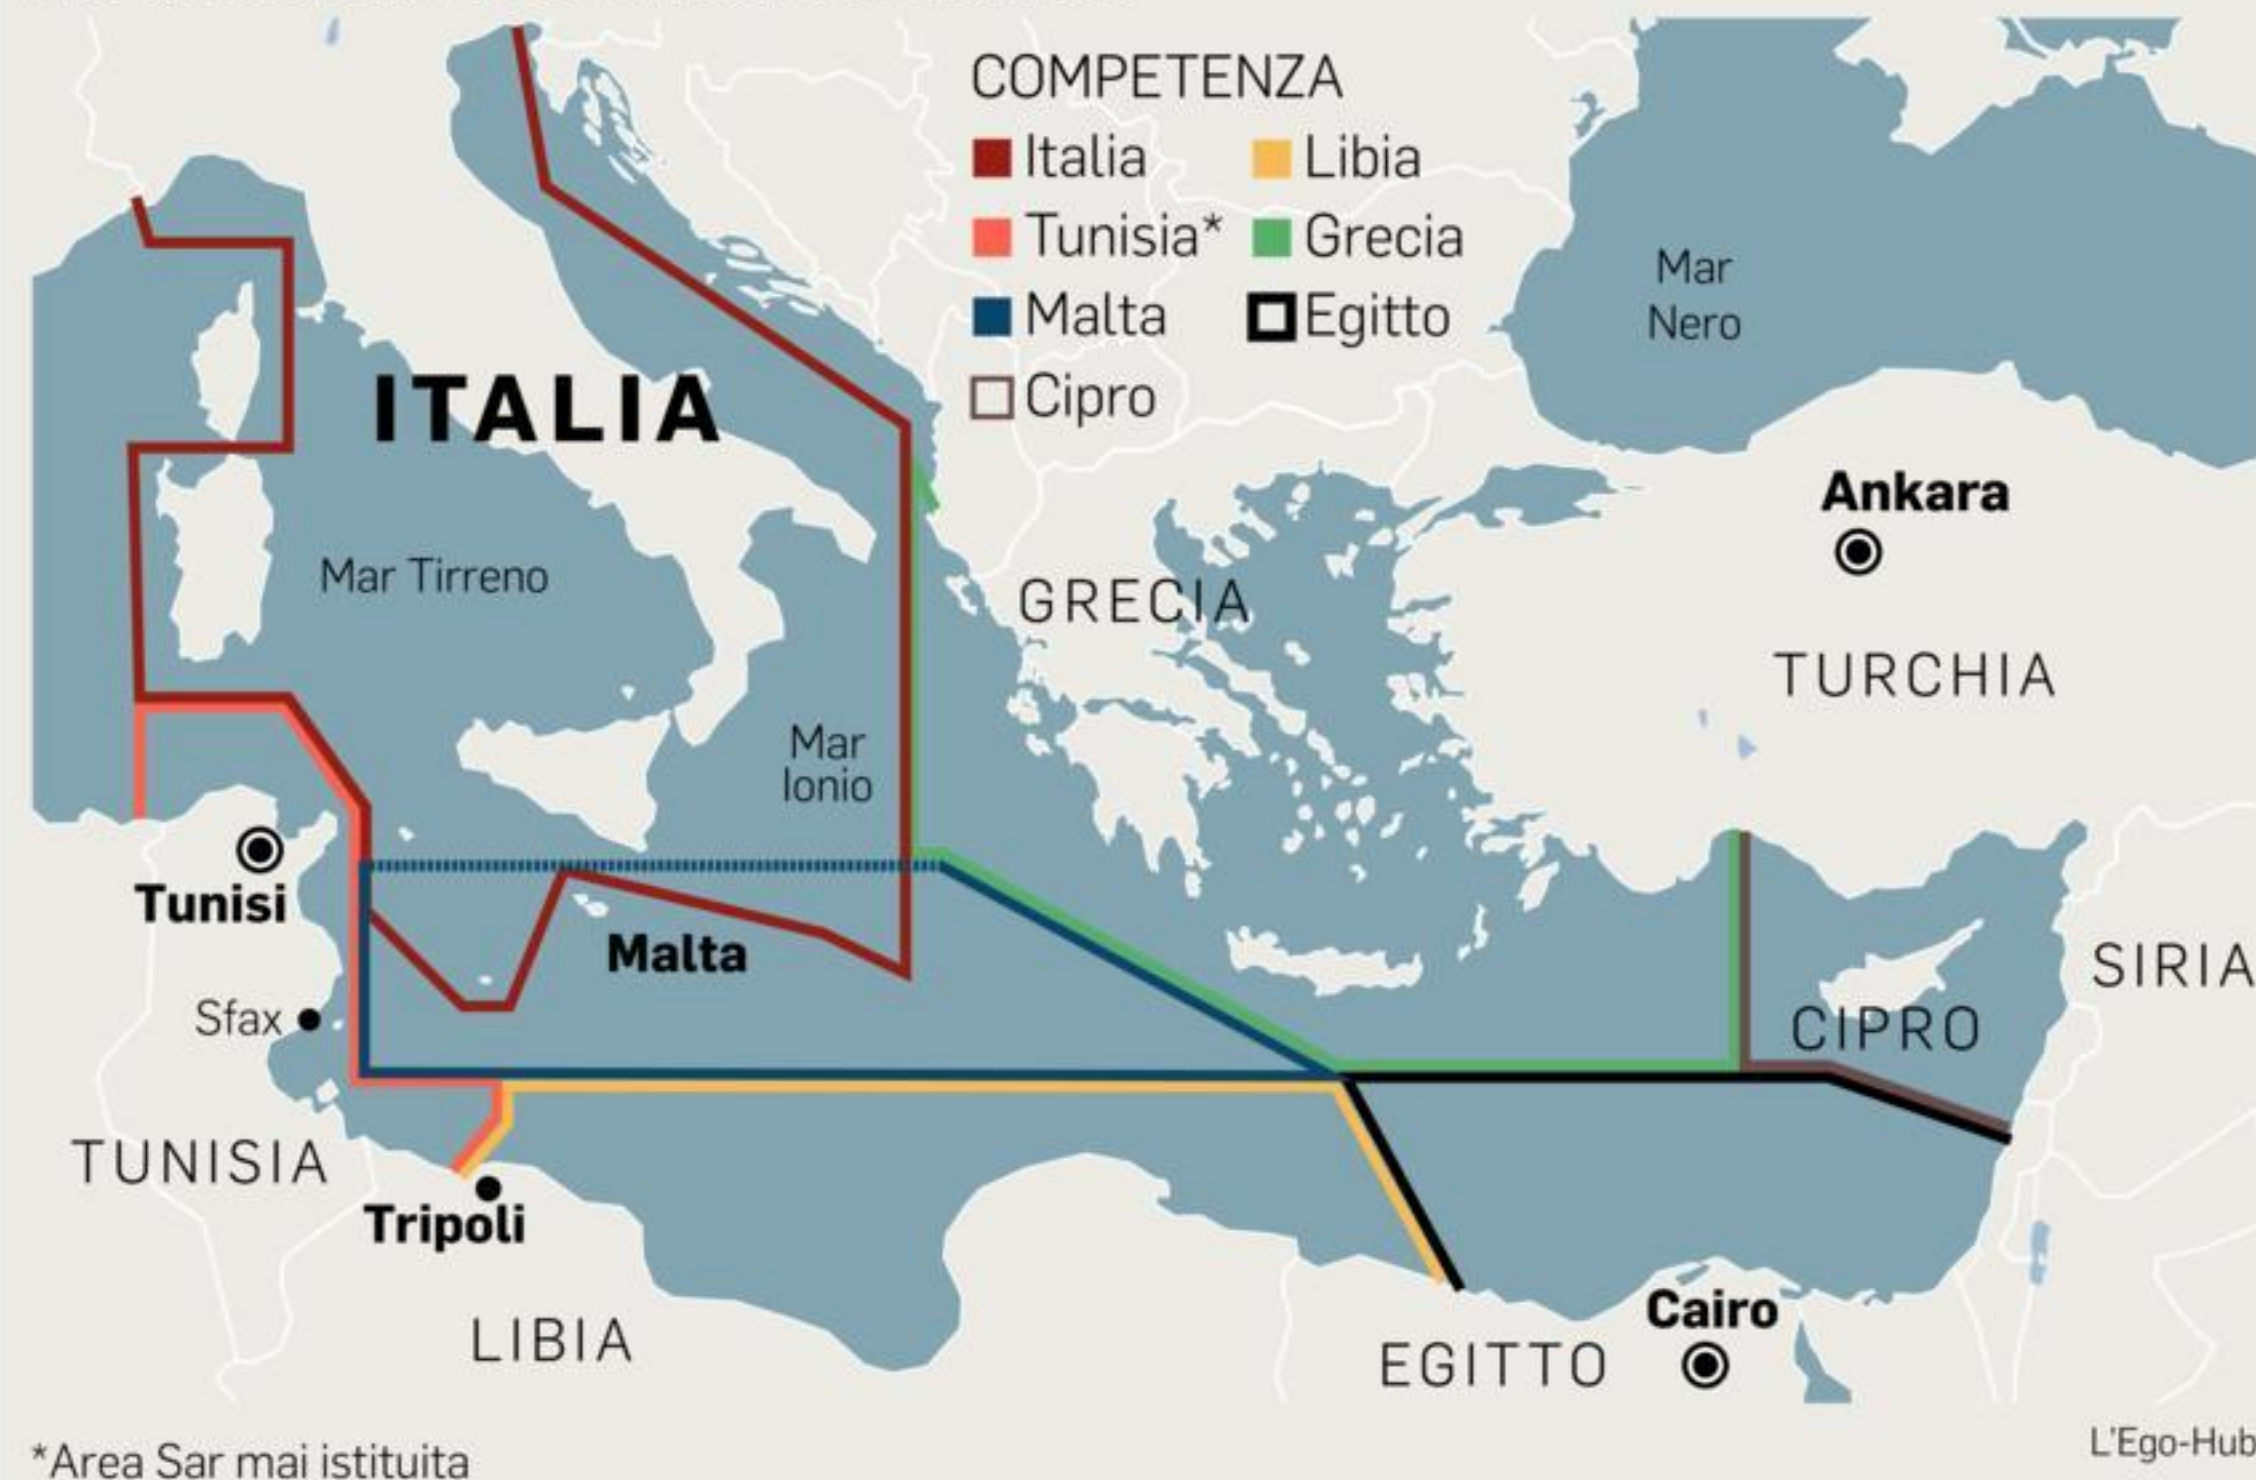 COMPETENZA
Italia
Libia
Tunisia*
Grecia
Malta
Egitto
Cipro
Mar
Nero
ITALIA
Ankara
Mar Tirreno
GRECIA
TURCHIA
Mar
Ionio
Tunisi
Malta
SIRIA
Sfax
CIPRO
TUNISIA
Tripoli
LIBIA
Cairo
EGITTO
*Area Sar mai istituita
L'Ego-Hub